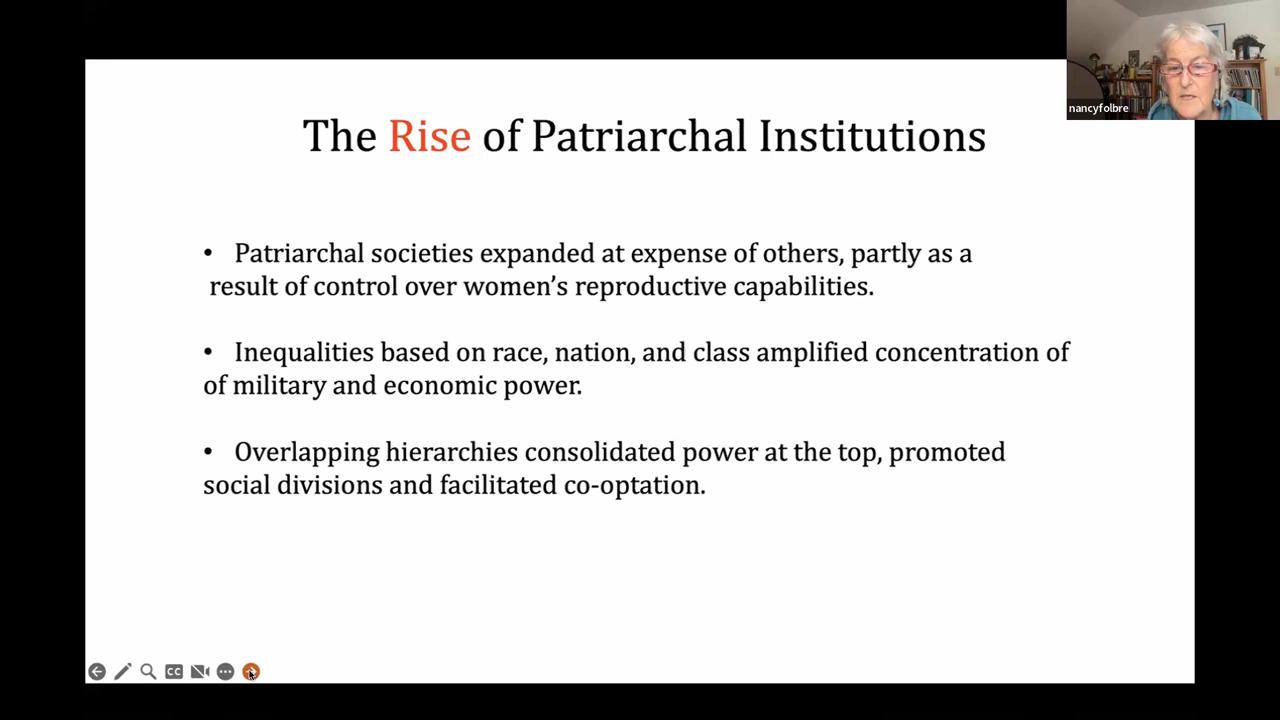 nancyfolbre
The Rise of Patriarchal Institutions
• Patriarchal societies expanded at expense of others, partly as a
result of control over women’s reproductive capabilities.
• Inequalities based on race, nation, and class amplified concentration of
of military and economic power.
• Overlapping hierarchies consolidated power at the top, promoted
social divisions and facilitated co-optation.
CC